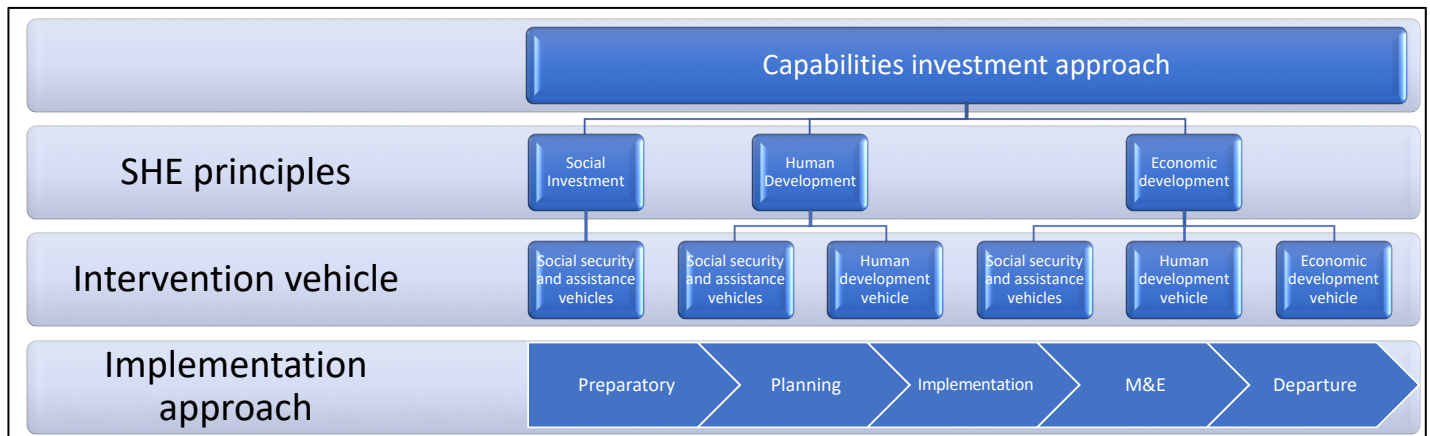 Capabilities investment approach
SHE principles
Social
Investment
Human
Development
Economic
development
Intervention vehicle
Social security
and assistance
vehicles
Social security
and assistance
vehicles
Human
development
vehicle
Social security
and assistance
vehicles
Human
development
vehicle
Economic
development
vehicle
Implementation
approach
Preparatory
Planning
Implementation
M&E
Departure